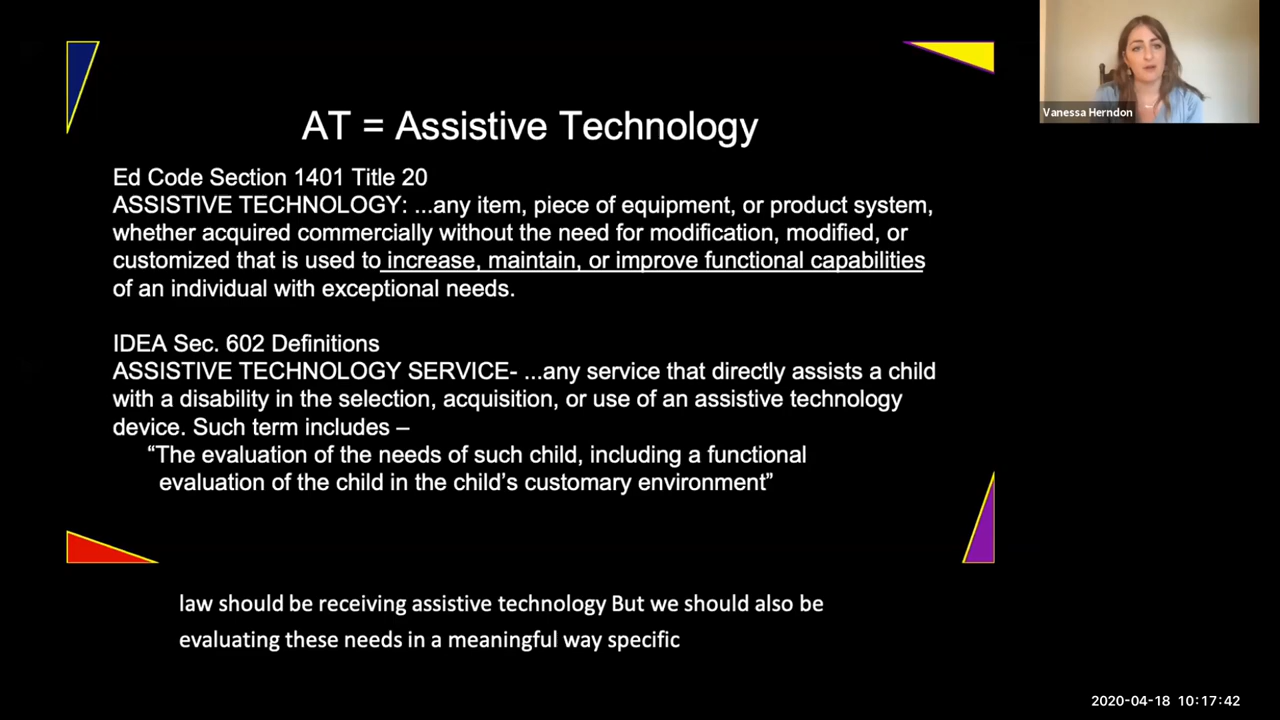 AT = Assistive Technology
Ed Code Section 1401 Title 20
ASSISTIVE TECHNOLOGY: ...any item, piece of equipment, or product system,
whether acquired commercially without the need for modification, modified, or
customized that is used to increase, maintain, or improve functional capabilities
of an individual with exceptional needs.
IDEA Sec. 602 Definitions
ASSISTIVE TECHNOLOGY SERVICE- ...any service that directly assists a child
with a disability in the selection, acquisition, or use of an assistive technology
device. Such term includes –
“The evaluation of the needs of such child, including a functional
evaluation of the child in the child’s customary environment”
Vanessa Herndon
law should be receiving assistive technology But we should also be
evaluating these needs in a meaningful way specific
2020-04-18 10:17:42